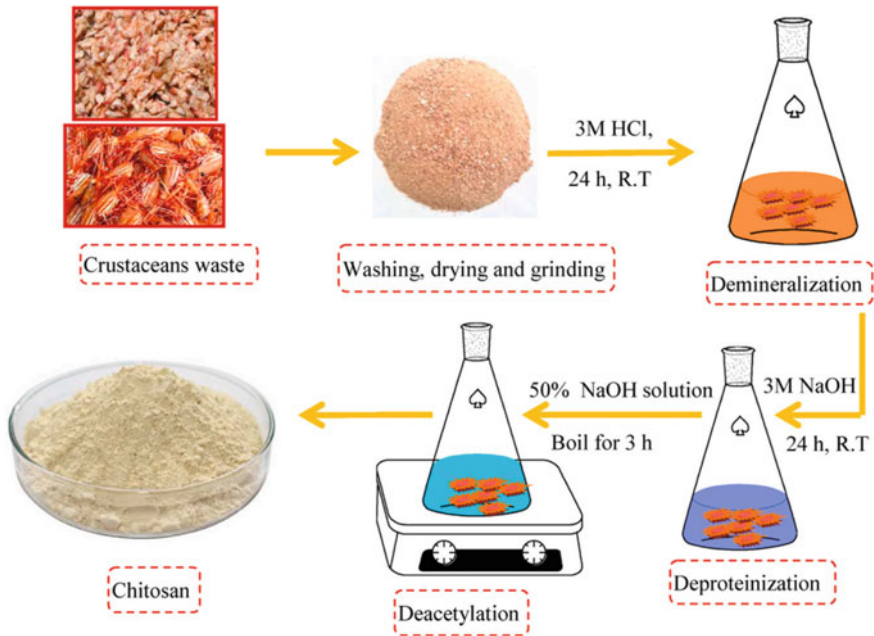 Crustaceans waste
Washing, drying and grinding
3M HCl,
24 h, R.T
Demineralization
3M NaOH
24 h, R.T
Deproteinization
50% NaOH solution
Boil for 3 h
Deacetylation
Chitosan